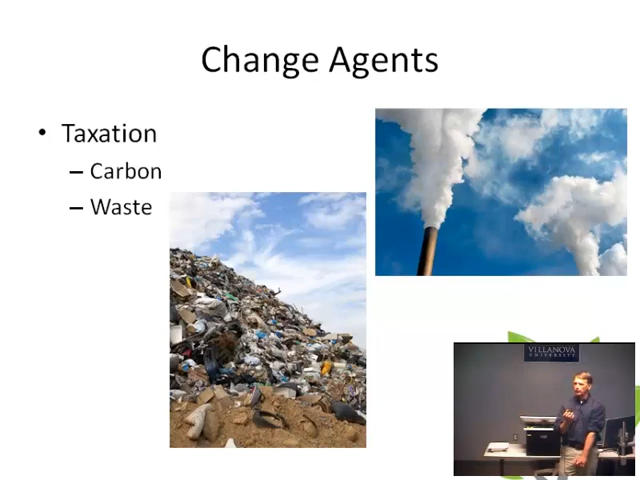 Change Agents
• Taxation
– Carbon
– Waste
VILLANOVA
UNIVERSITY